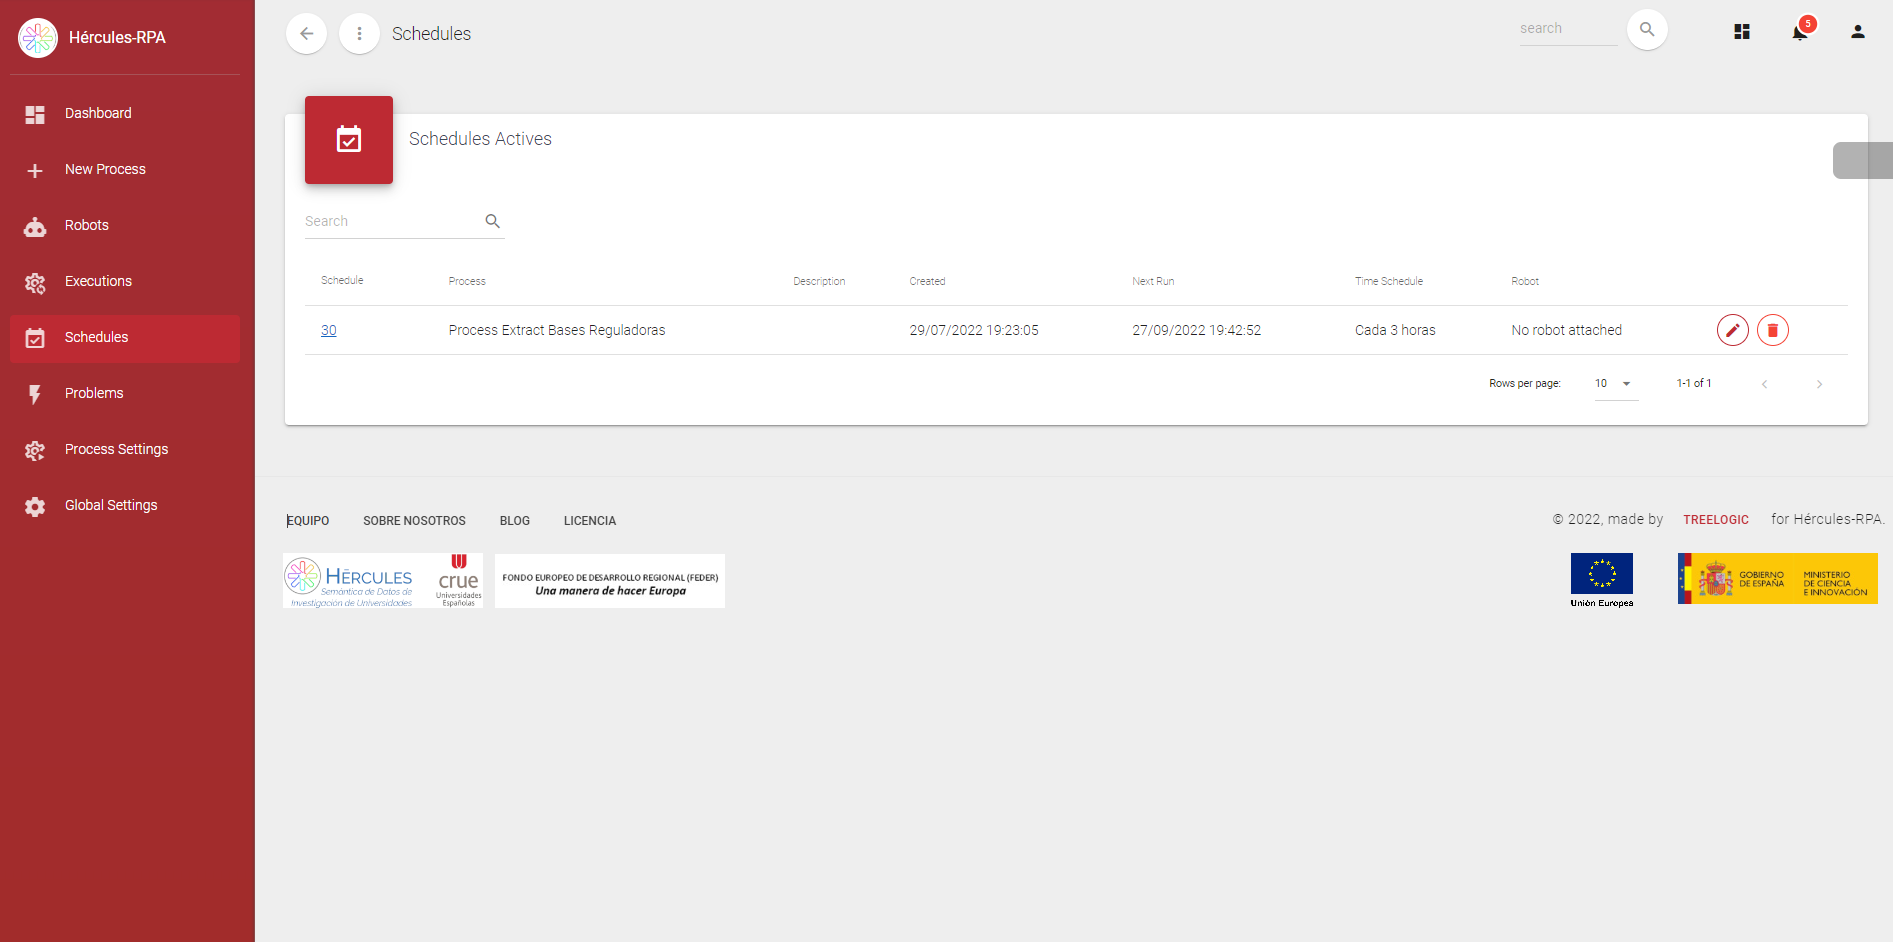 Hércules-RPA
Dashboard
New Process
Robots
Executions
Schedules
Problems
Process Settings
Global Settings
Schedules
search
5
Schedules Actives
Search
Schedule Process Description Created Next Run Time Schedule Robot
30 Process Extract Bases Reguladoras 29/07/2022 19:23:05 27/09/2022 19:42:52 Cada 3 horas No robot attached
Rows per page: 10 1-1 of 1
EQUIPO SOBRE NOSOTROS BLOG LICENCIA
© 2022, made by TREELOGIC for Hércules-RPA.
HÉRCULES
Semántica de Datos de
Investigación de Universidades
crue
Universidades
Españolas
FONDO EUROPEO DE DESARROLLO REGIONAL (FEDER)
Una manera de hacer Europa
Unión Europea
GOBIERNO
DE ESPAÑA
MINISTERIO
DE CIENCIA
E INNOVACIÓN